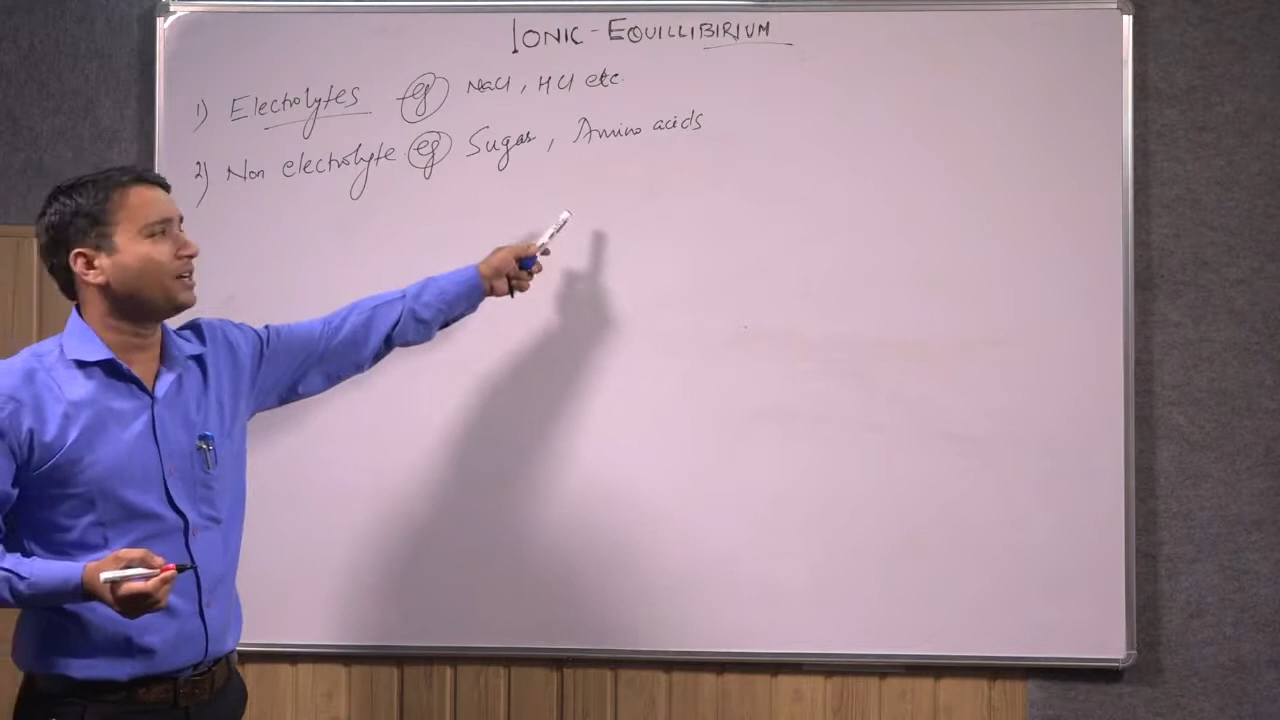 IONIC - EQUILLIBIRIUM
1) Electrolytes eg NaCl, HCl etc.
2) Non electrolyte eg Sugar, Amino acids